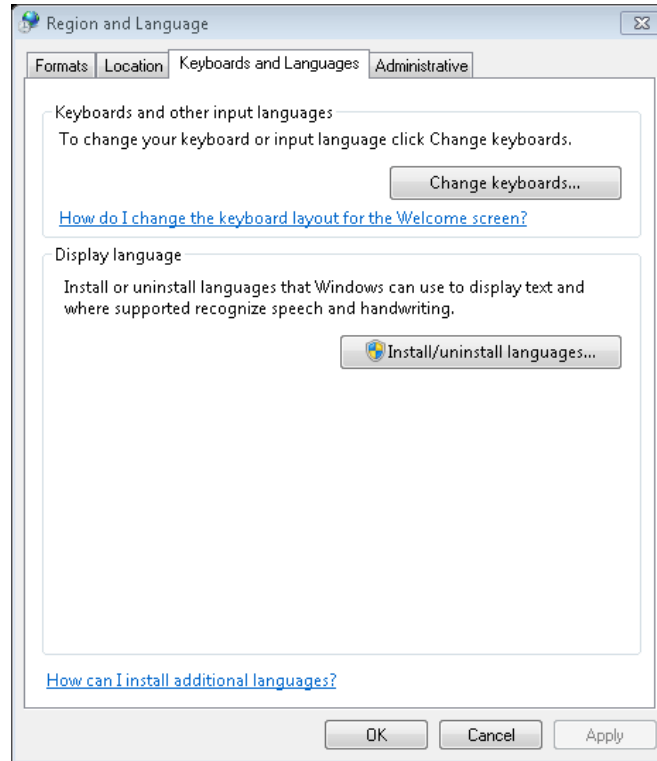 Region and Language
Formats Location Keyboards and Languages Administrative
Keyboards and other input languages
To change your keyboard or input language click Change keyboards.
Change keyboards...
How do I change the keyboard layout for the Welcome screen?
Display language
Install or uninstall languages that Windows can use to display text and
where supported recognize speech and handwriting.
Install/uninstall languages...
How can I install additional languages?
OK Cancel Apply